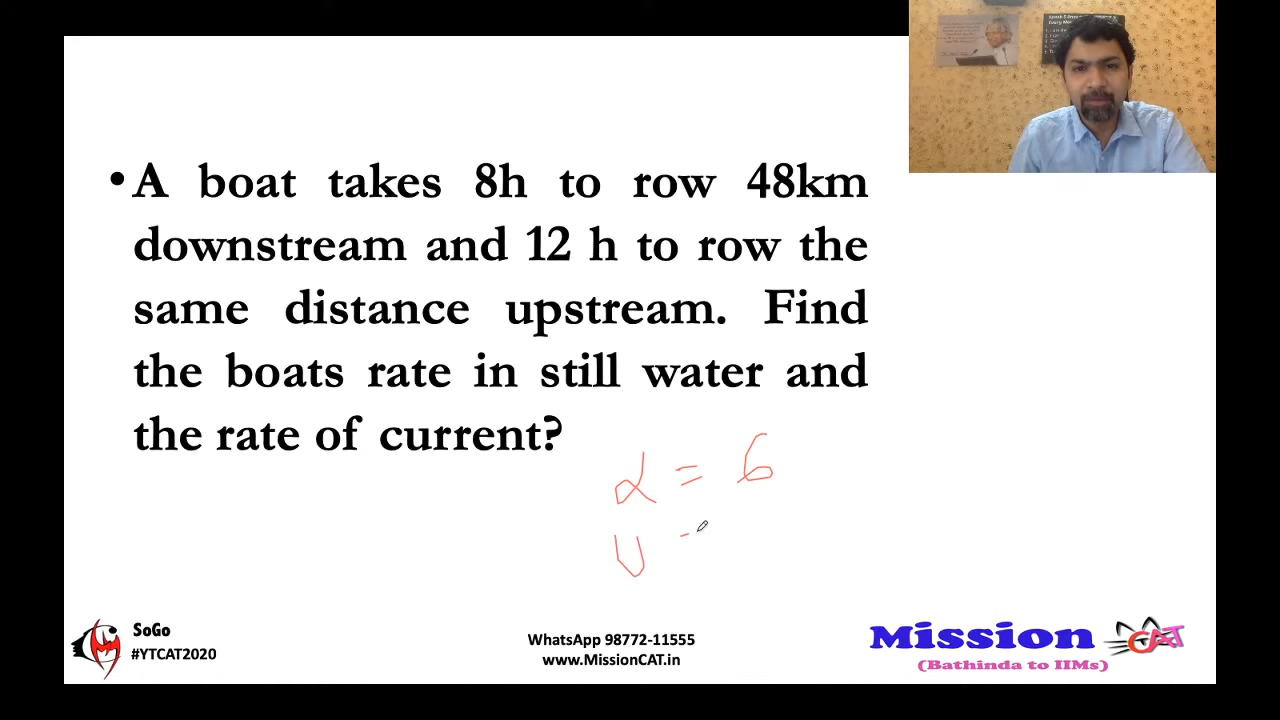 • A boat takes 8h to row 48km
downstream and 12 h to row the
same distance upstream. Find
the boats rate in still water and
the rate of current?
d = 6
U =
SoGo
#YTCAT2020
WhatsApp 98772-11555
www.MissionCAT.in
Mission CAT
(Bathinda to IIMs)